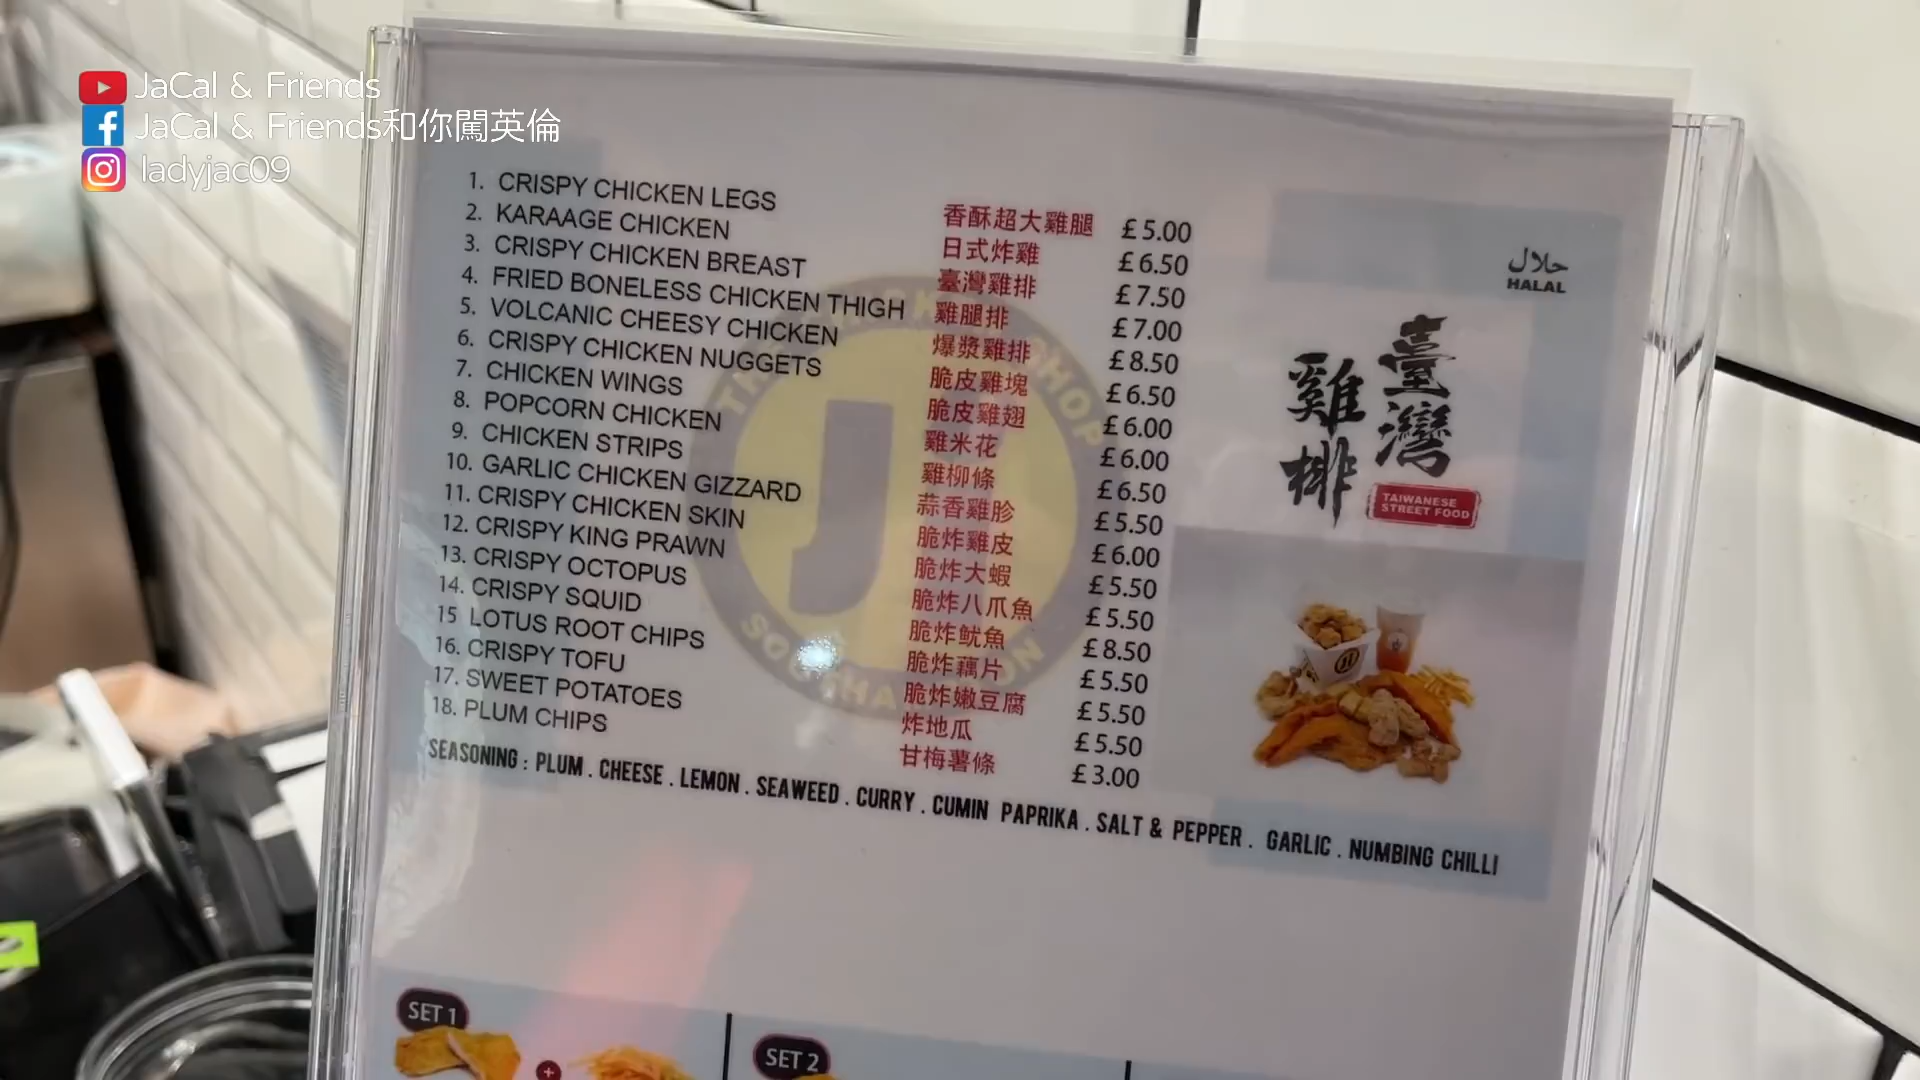 JaCal & Friends
JaCal & Friends和你闖英倫
ladyjac09
1. CRISPY CHICKEN LEGS 香酥超大雞腿 £5.00
2. KARAAGE CHICKEN 日式炸雞 £6.50
3. CRISPY CHICKEN BREAST 臺灣雞排 £7.50
4. FRIED BONELESS CHICKEN THIGH 雞腿排 £7.00
5. VOLCANIC CHEESY CHICKEN 爆漿雞排 £8.50
6. CRISPY CHICKEN NUGGETS 脆皮雞塊 £6.50
7. CHICKEN WINGS 脆皮雞翅 £6.00
8. POPCORN CHICKEN 雞米花 £6.00
9. CHICKEN STRIPS 雞柳條 £6.50
10. GARLIC CHICKEN GIZZARD 蒜香雞胗 £5.50
11. CRISPY CHICKEN SKIN 脆炸雞皮 £6.00
12. CRISPY KING PRAWN 脆炸大蝦 £5.50
13. CRISPY OCTOPUS 脆炸八爪魚 £5.50
14. CRISPY SQUID 脆炸魷魚 £8.50
15 LOTUS ROOT CHIPS 脆炸藕片 £5.50
16. CRISPY TOFU 脆炸嫩豆腐 £5.50
17. SWEET POTATOES 炸地瓜 £5.50
18. PLUM CHIPS 甘梅薯條 £3.00
SEASONING : PLUM . CHEESE . LEMON . SEAWEED . CURRY . CUMIN PAPRIKA . SALT & PEPPER . GARLIC . NUMBING CHILLI
حلال
HALAL
臺灣
雞排
TAIWANESE
STREET FOOD
SET 1
SET 2